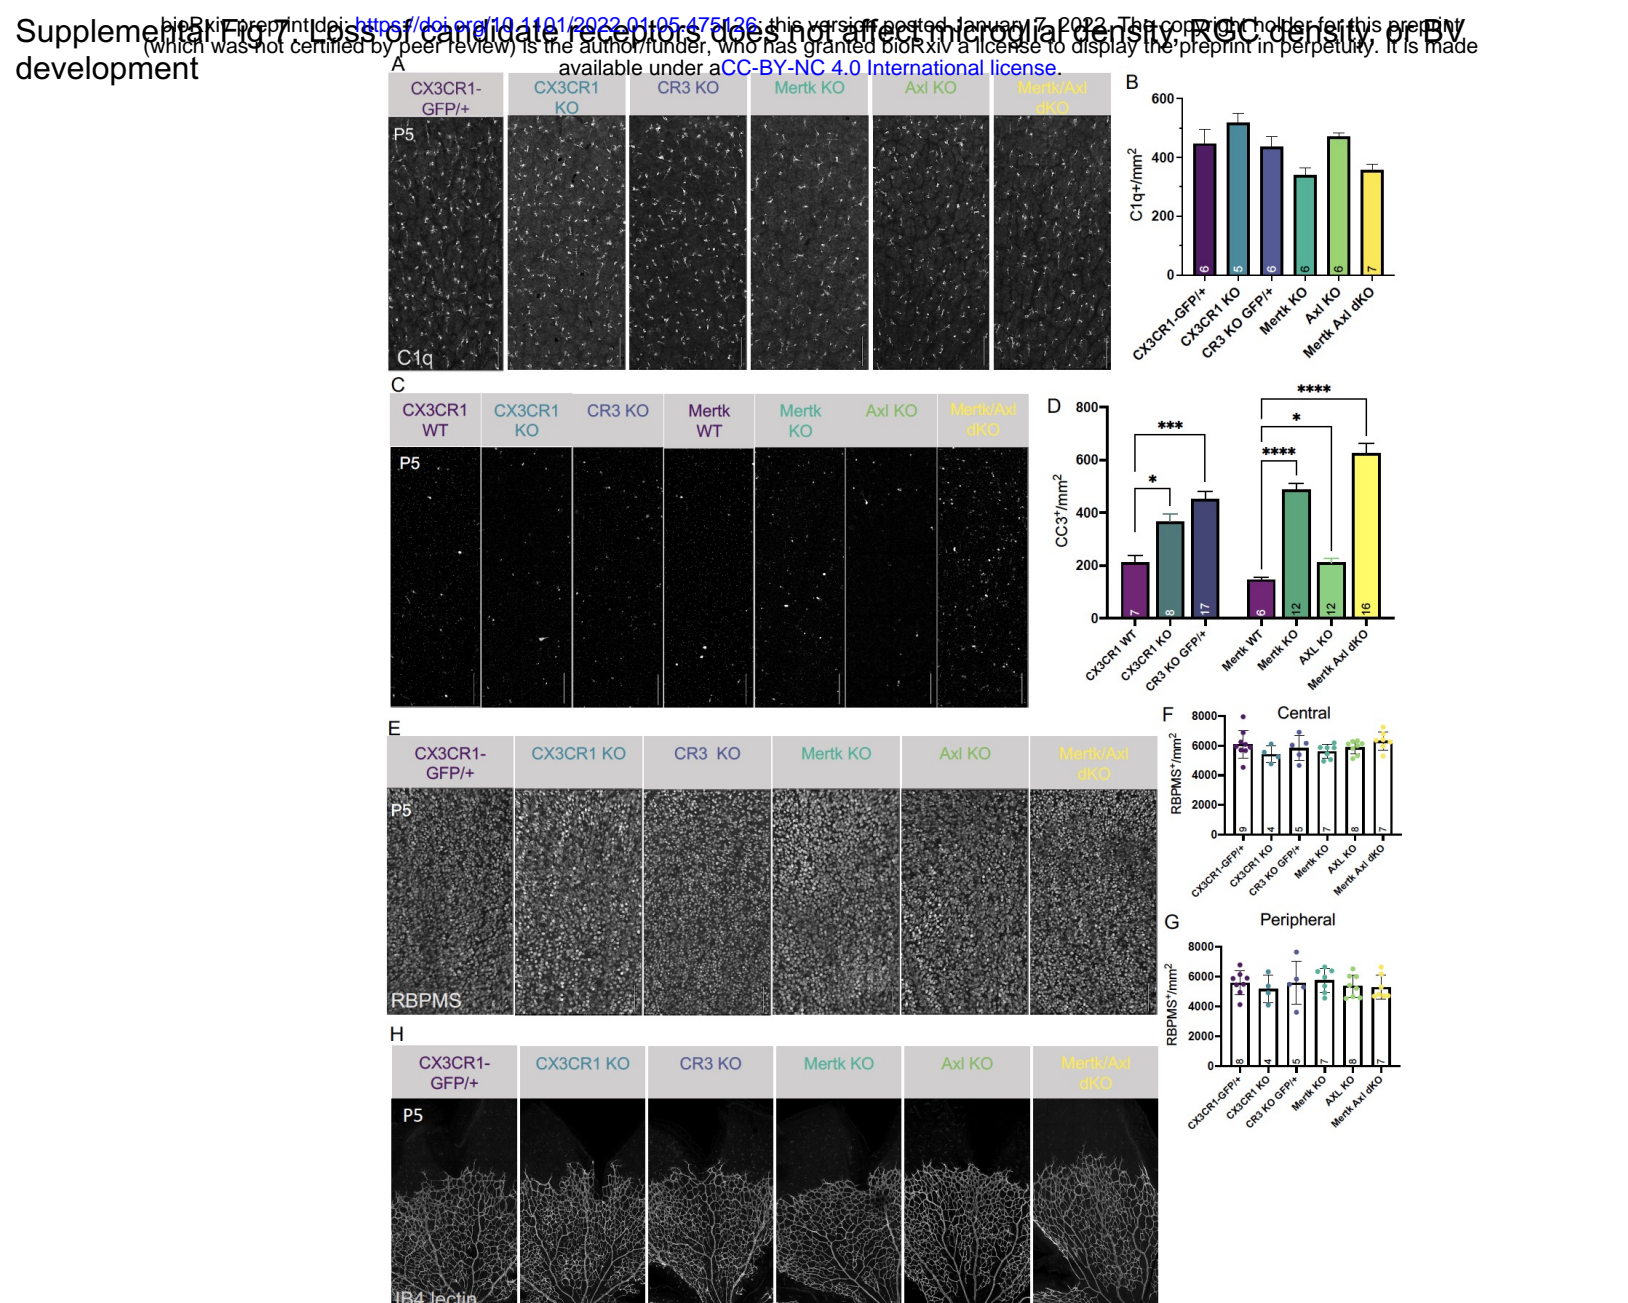 Supplemental Fig 7. Loss of candidate receptors does not affect microglial density, RGC density, or BV
development
bioRxiv preprint doi: https://doi.org/10.1101/2022.01.05.475126; this version posted January 7, 2022. The copyright holder for this preprint
(which was not certified by peer review) is the author/funder, who has granted bioRxiv a license to display the preprint in perpetuity. It is made
available under aCC-BY-NC 4.0 International license.
A
CX3CR1-
GFP/+
CX3CR1
KO
CR3 KO
Mertk KO
Axl KO
Mertk/Axl
dKO
P5
C1q
B
C1q+/mm2
600
400
200
0
6
5
6
6
6
7
CX3CR1-GFP/+
CX3CR1 KO
CR3 KO GFP/+
Mertk KO
Axl KO
Mertk Axl dKO
C
CX3CR1
WT
CX3CR1
KO
CR3 KO
Mertk
WT
Mertk
KO
Axl KO
Mertk/Axl
dKO
P5
D
CC3+/mm2
800
600
400
200
0
***
*
****
*
****
7
8
17
6
12
12
16
CX3CR1 WT
CX3CR1 KO
CR3 KO GFP/+
Mertk WT
Mertk KO
AXL KO
Mertk Axl dKO
E
CX3CR1-
GFP/+
CX3CR1 KO
CR3 KO
Mertk KO
Axl KO
Mertk/Axl
dKO
P5
RBPMS
F
Central
RBPMS+/mm2
8000
6000
4000
2000
0
9
4
5
7
8
7
CX3CR1-GFP/+
CX3CR1 KO
CR3 KO GFP/+
Mertk KO
AXL KO
Mertk Axl dKO
G
Peripheral
RBPMS+/mm2
8000
6000
4000
2000
0
8
4
5
7
8
7
CX3CR1-GFP/+
CX3CR1 KO
CR3 KO GFP/+
Mertk KO
AXL KO
Mertk Axl dKO
H
CX3CR1-
GFP/+
CX3CR1 KO
CR3 KO
Mertk KO
Axl KO
Mertk/Axl
dKO
P5
IB4 lectin